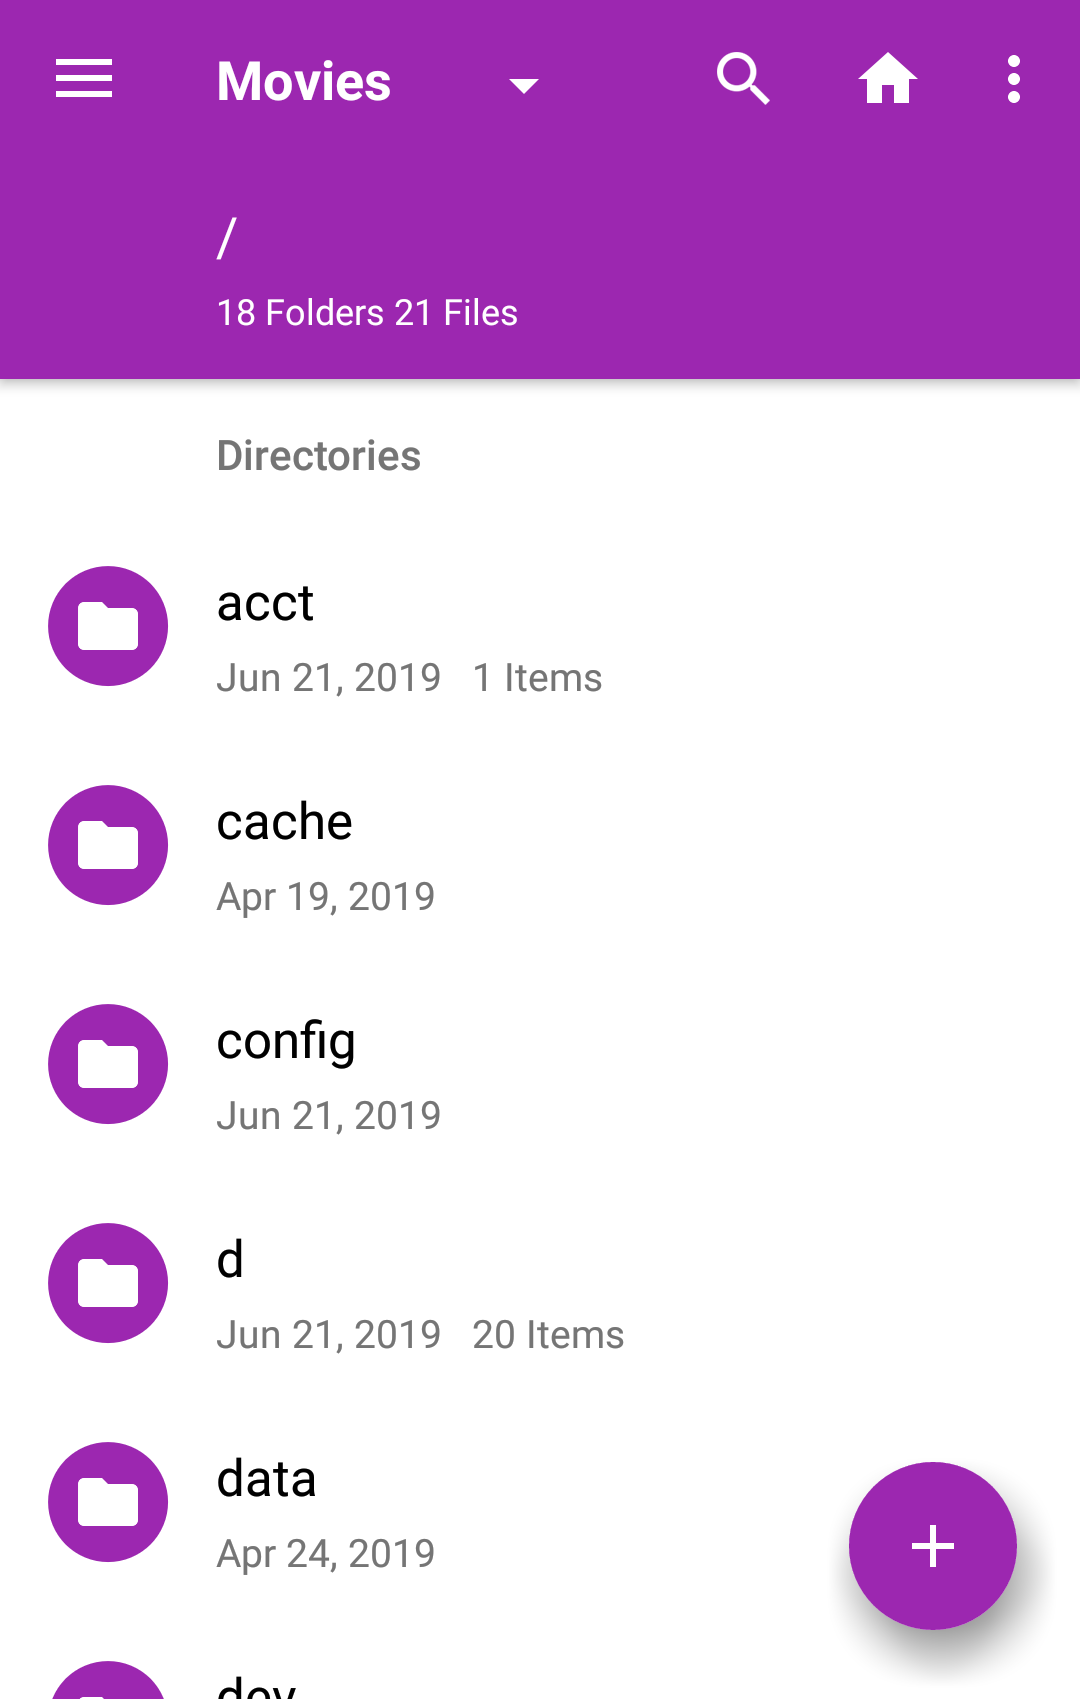 Movies
/
18 Folders 21 Files
Directories
acct
Jun 21, 2019 1 Items
cache
Apr 19, 2019
config
Jun 21, 2019
d
Jun 21, 2019 20 Items
data
Apr 24, 2019
dev